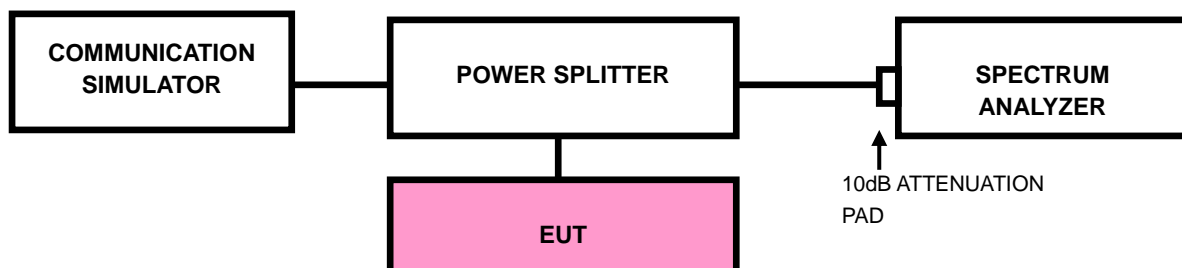 COMMUNICATION
SIMULATOR
POWER SPLITTER
SPECTRUM
ANALYZER
10dB ATTENUATION
PAD
EUT